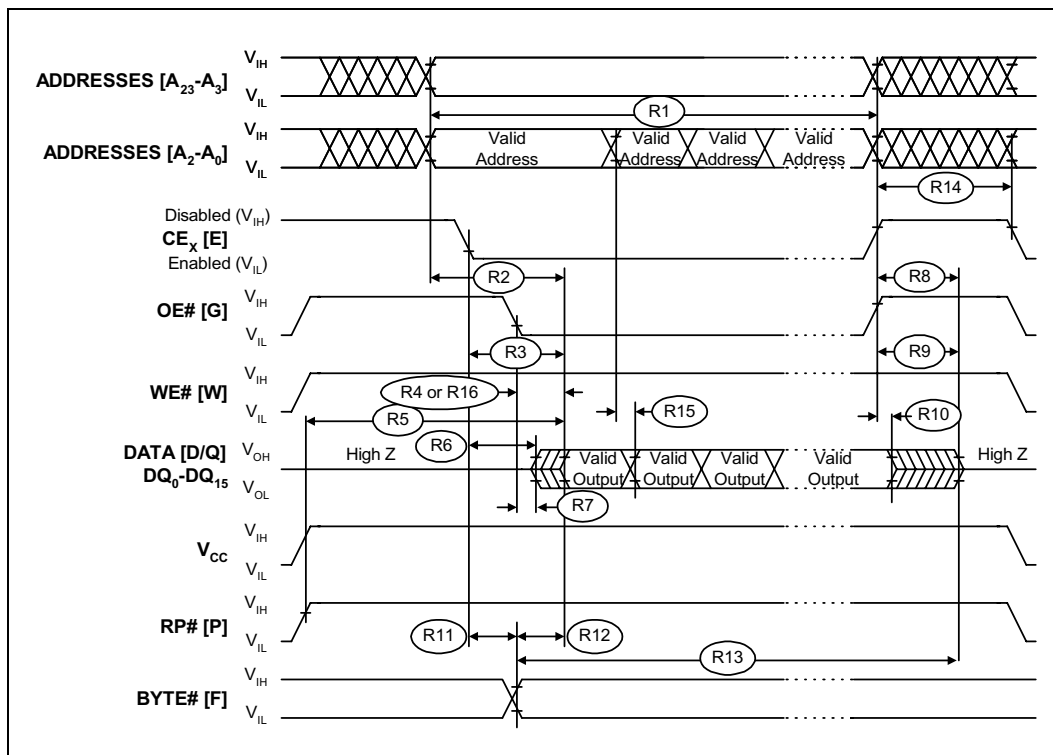 V_IH
ADDRESSES [A_23-A_3]
V_IL
R1
V_IH
Valid Address
Valid Address
Valid Address
Valid Address
ADDRESSES [A_2-A_0]
V_IL
R14
Disabled (V_IH)
CE_X [E]
Enabled (V_IL)
R2
R8
V_IH
OE# [G]
V_IL
R3
R9
V_IH
WE# [W]
R4 or R16
V_IL
R5
R15
R10
R6
DATA [D/Q]
DQ_0-DQ_15
V_OH
High Z
Valid Output
Valid Output
Valid Output
Valid Output
High Z
V_OL
R7
V_IH
V_CC
V_IL
V_IH
RP# [P]
V_IL
R11
R12
R13
V_IH
BYTE# [F]
V_IL